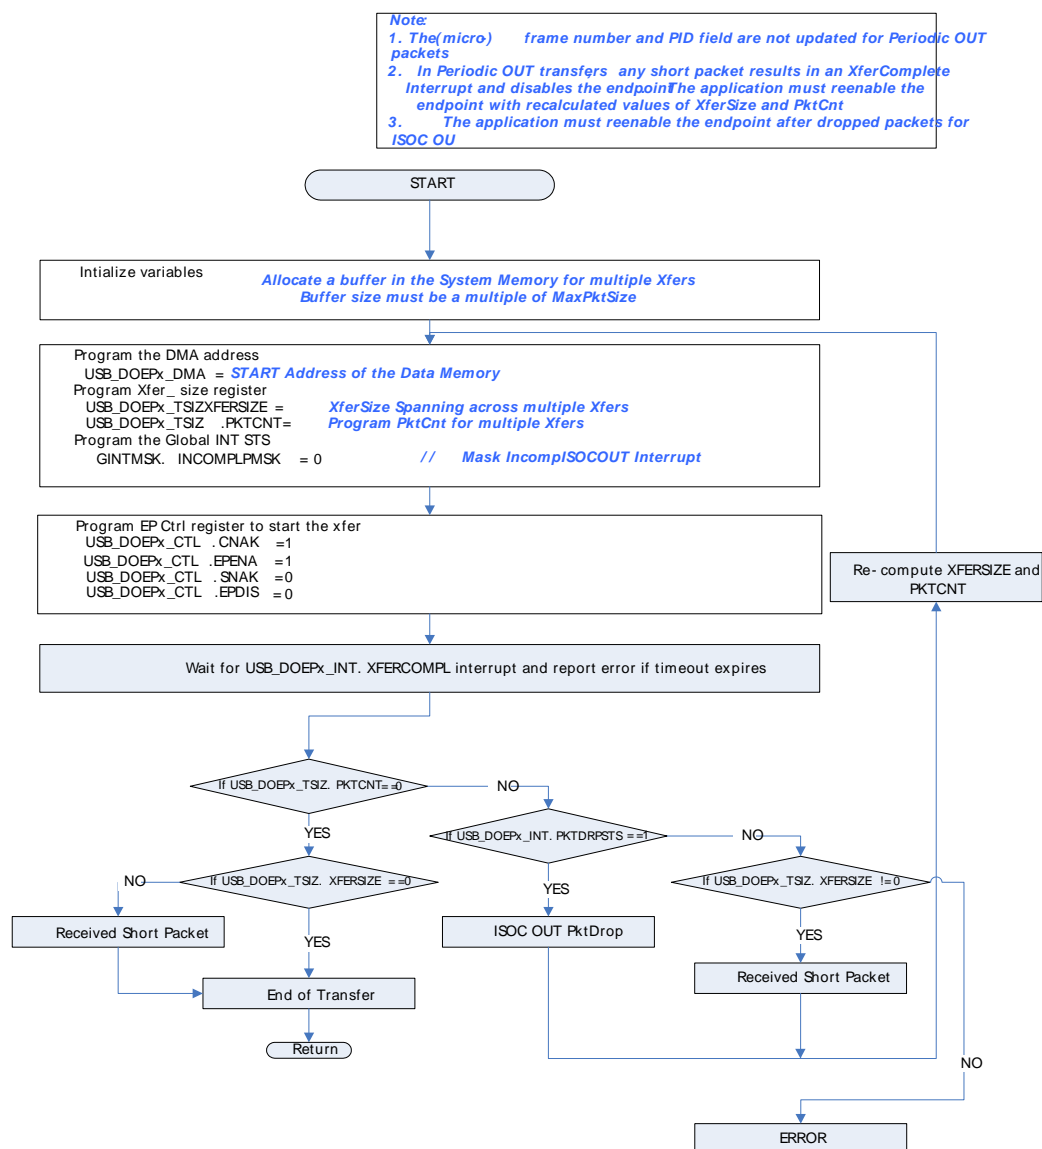 Note:
1. The(micro-) frame number and PID field are not updated for Periodic OUT
packets
2. In Periodic OUT transfers any short packet results in an XferComplete
Interrupt and disables the endpoint.The application must reenable the
endpoint with recalculated values of XferSize and PktCnt
3. The application must reenable the endpoint after dropped packets for
ISOC OU
START
Intialize variables
Allocate a buffer in the System Memory for multiple Xfers
Buffer size must be a multiple of MaxPktSize
Program the DMA address
USB_DOEPx_DMA = START Address of the Data Memory
Program Xfer_ size register
USB_DOEPx_TSIZXFERSIZE = XferSize Spanning across multiple Xfers
USB_DOEPx_TSIZ .PKTCNT= Program PktCnt for multiple Xfers
Program the Global INT STS
GINTMSK. INCOMPLPMSK = 0 // Mask IncompISOCOUT Interrupt
Program EP Ctrl register to start the xfer
USB_DOEPx_CTL .CNAK =1
USB_DOEPx_CTL .EPENA =1
USB_DOEPx_CTL .SNAK =0
USB_DOEPx_CTL .EPDIS =0
Re- compute XFERSIZE and
PKTCNT
Wait for USB_DOEPx_INT. XFERCOMPL interrupt and report error if timeout expires
If USB_DOEPx_TSIZ. PKTCNT==0
NO
YES
If USB_DOEPx_INT. PKTDRPSTS ==1
NO
NO
If USB_DOEPx_TSIZ. XFERSIZE ==0
YES
If USB_DOEPx_TSIZ. XFERSIZE !=0
Received Short Packet
YES
ISOC OUT PktDrop
YES
Received Short Packet
End of Transfer
Return
NO
ERROR